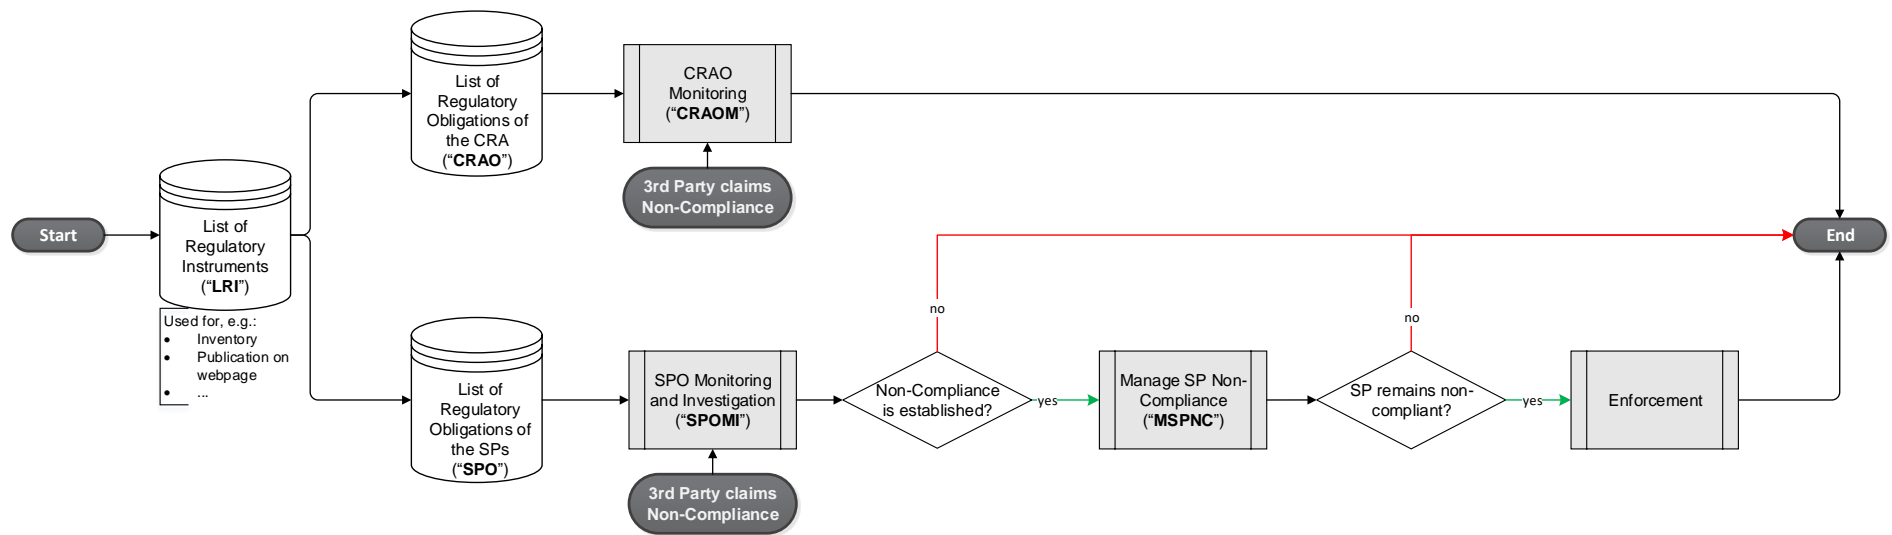 Start
List of
Regulatory
Instruments
(“LRI”)
Used for, e.g.:
• Inventory
• Publication on
webpage
• ...
List of
Regulatory
Obligations of
the CRA
(“CRAO”)
CRAO
Monitoring
(“CRAOM”)
3rd Party claims
Non-Compliance
List of
Regulatory
Obligations of
the SPs
(“SPO”)
SPO Monitoring
and Investigation
(“SPOMI”)
3rd Party claims
Non-Compliance
Non-Compliance
is established?
no
yes
Manage SP Non-
Compliance
(“MSPNC”)
SP remains non-
compliant?
no
yes
Enforcement
End